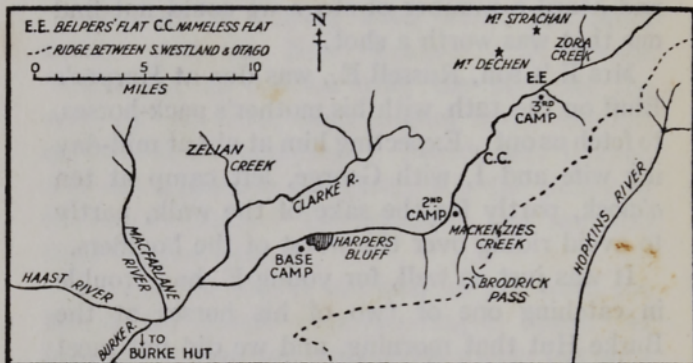 E.E. BELPERS' FLAT C.C. NAMELESS FLAT
RIDGE BETWEEN S. WESTLAND & OTAGO
0 5 10
MILES
N
MT. STRACHAN
MT. DECHEN
ZORA
CREEK
E.E
3RD
CAMP
C.C.
ZELIAN
CREEK
CLARKE R.
2ND
CAMP
MACKENZIES
CREEK
HOPKINS RIVER
MACFARLANE
RIVER
HARPERS
BLUFF
BASE
CAMP
BRODRICK
PASS
HAAST
RIVER
BURKE R.
TO
BURKE HUT